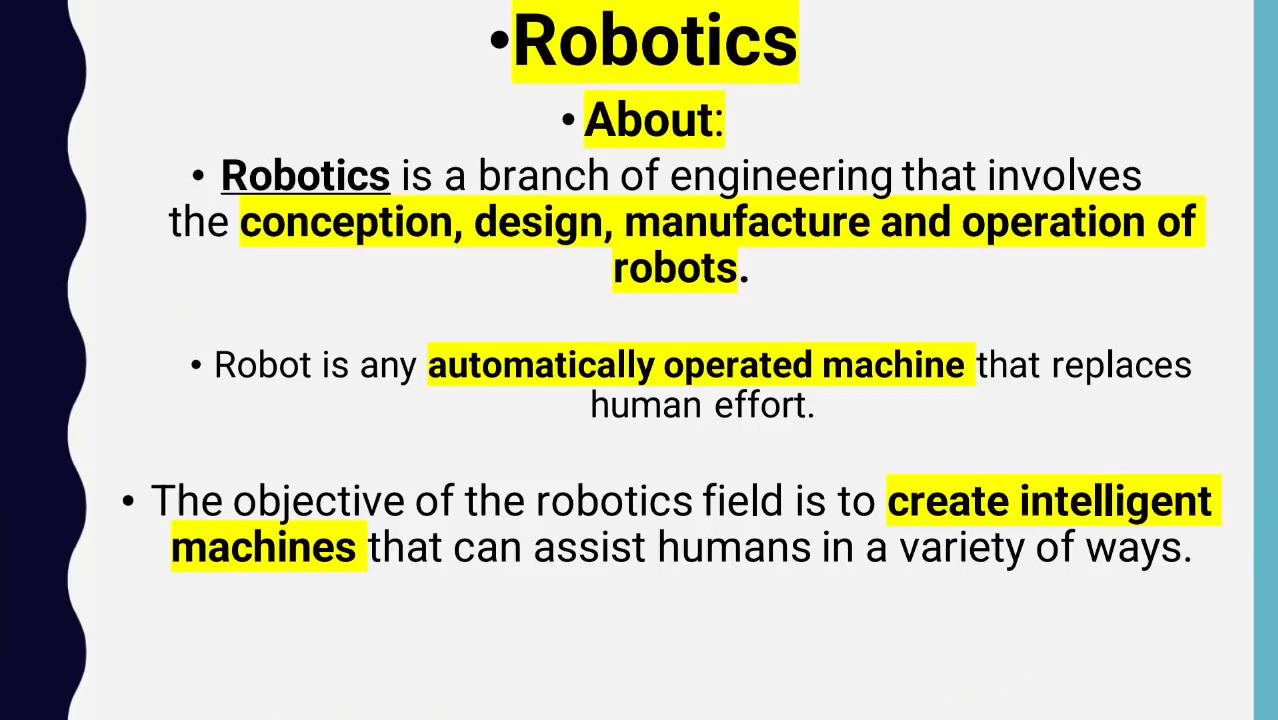 •Robotics
• About:
• Robotics is a branch of engineering that involves
the conception, design, manufacture and operation of
robots.
• Robot is any automatically operated machine that replaces
human effort.
• The objective of the robotics field is to create intelligent
machines that can assist humans in a variety of ways.